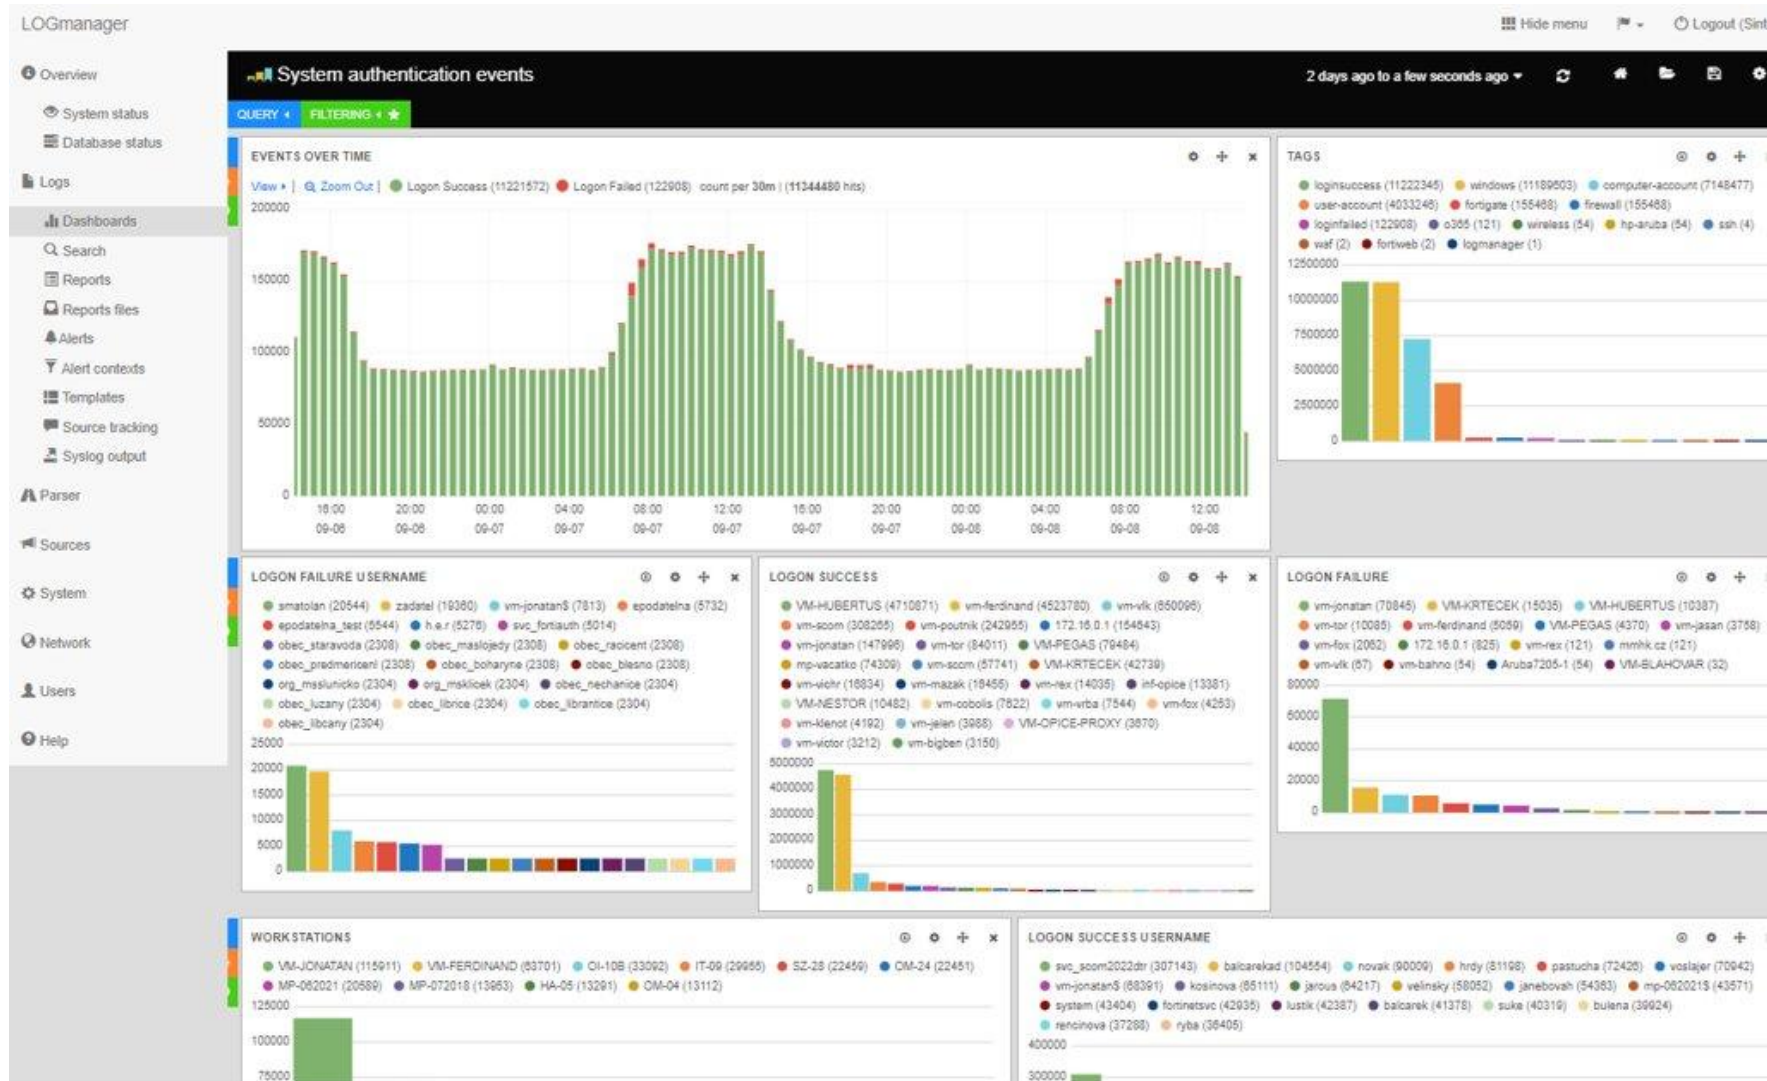 LOGmanager
Hide menu
Logout (Sint
Overview
System status
Database status
Logs
Dashboards
Search
Reports
Reports files
Alerts
Alert contexts
Templates
Source tracking
Syslog output
Parser
Sources
System
Network
Users
Help
System authentication events
2 days ago to a few seconds ago
QUERY FILTERING
EVENTS OVER TIME
View | Zoom Out | Logon Success (11221572) Logon Failed (122908) count per 30m | (11344480 hits)
200000
150000
100000
50000
0
16:00 20:00 00:00 04:00 08:00 12:00 16:00 20:00 00:00 04:00 08:00 12:00
09-06 09-06 09-07 09-07 09-07 09-07 09-07 09-07 09-08 09-08 09-08 09-08
TAGS
loginsuccess (11222345) windows (11189603) computer-account (7148477)
user-account (4033246) fortigate (155468) firewall (155468)
loginfailed (122908) o365 (121) wireless (54) hp-aruba (54) ssh (4)
waf (2) fortiweb (2) logmanager (1)
12500000
10000000
7500000
5000000
2500000
0
LOGON FAILURE USERNAME
smatolan (20544) zadatel (19360) vm-jonatan$ (7813) epodatelna (5732)
epodatelna_test (5544) h.e.r (5276) svc_fortiauth (5014)
obec_staravoda (2308) obec_maslojedy (2308) obec_racicent (2308)
obec_predmericenl (2308) obec_boharyne (2308) obec_blesno (2308)
org_msslunicko (2304) org_msklicek (2304) obec_nechanice (2304)
obec_luzany (2304) obec_librice (2304) obec_librantice (2304)
obec_libcany (2304)
25000
20000
15000
10000
5000
0
LOGON SUCCESS
VM-HUBERTUS (4710871) vm-ferdinand (4523780) vm-vlk (650096)
vm-scom (308265) vm-poutnik (242955) 172.16.0.1 (154643)
vm-jonatan (147996) vm-tor (84011) VM-PEGAS (79484)
mp-vacatko (74309) vm-scom (57741) VM-KRTECEK (42739)
vm-vichr (16834) vm-mazak (16455) vm-rex (14035) inf-opice (13381)
VM-NESTOR (10482) vm-cobolis (7622) vm-vrba (7544) vm-fox (4253)
vm-klenot (4192) vm-jelen (3988) VM-OPICE-PROXY (3670)
vm-victor (3212) vm-bigben (3150)
5000000
4000000
3000000
2000000
1000000
0
LOGON FAILURE
vm-jonatan (70845) VM-KRTECEK (15035) VM-HUBERTUS (10387)
vm-tor (10085) vm-ferdinand (5059) VM-PEGAS (4370) vm-jasan (3758)
vm-fox (2062) 172.16.0.1 (825) vm-rex (121) mmhk.cz (121)
vm-vlk (67) vm-bahno (54) Aruba7205-1 (54) VM-BLAHOVAR (32)
80000
60000
40000
20000
0
WORKSTATIONS
VM-JONATAN (115911) VM-FERDINAND (63701) OI-10B (33092) IT-09 (29955) SZ-28 (22459) OM-24 (22451)
MP-062021 (20589) MP-072018 (13953) HA-05 (13291) OM-04 (13112)
125000
100000
75000
LOGON SUCCESS USERNAME
svc_scom2022dtr (307143) balcarekad (104554) novak (90009) hrdy (81198) pastucha (72426) voslajer (70942)
vm-jonatan$ (68391) kosinova (65111) jarous (64217) velinsky (58052) janebovah (54363) mp-062021$ (43571)
system (43404) fortinetsvc (42935) lustik (42387) balcarek (41378) suke (40319) bulena (39924)
rencinova (37288) ryba (36405)
400000
300000